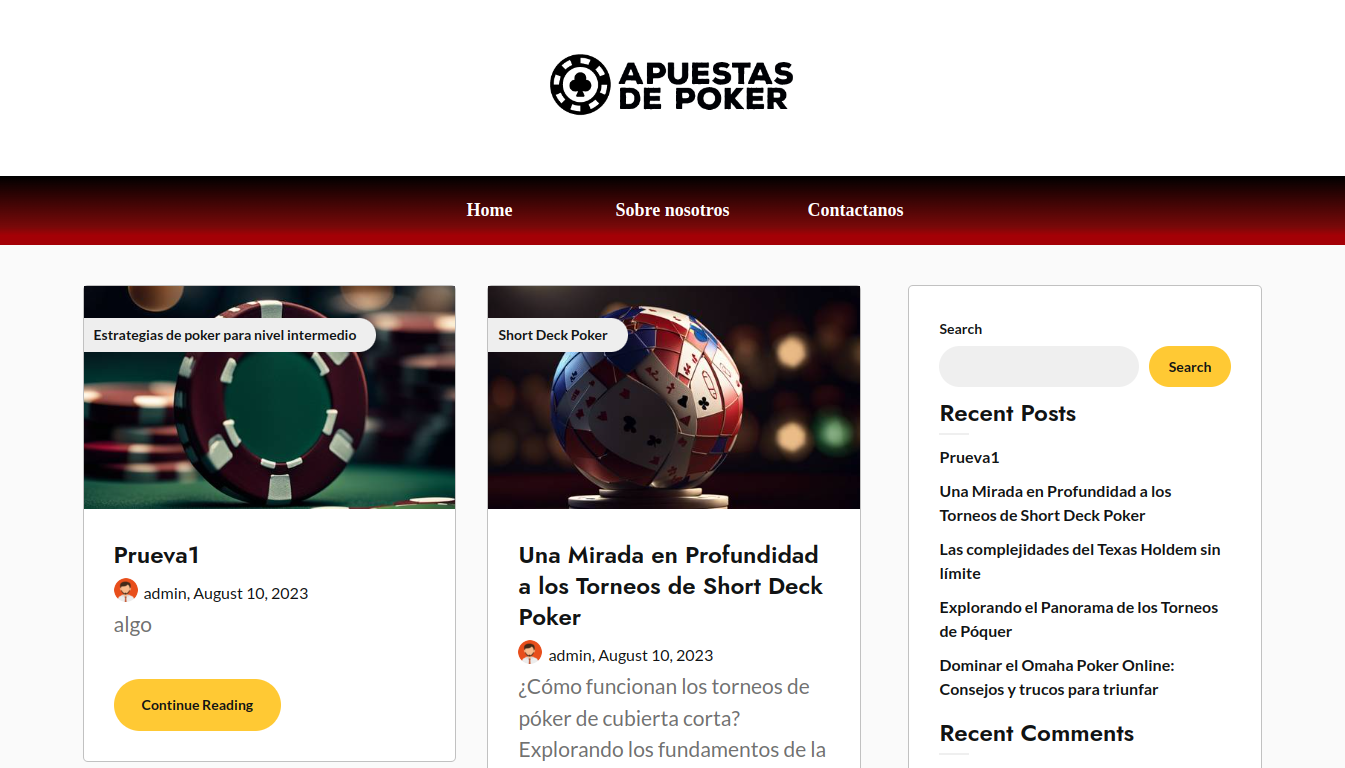 APUESTAS
DE POKER
Home
Sobre nosotros
Contactanos
Estrategias de poker para nivel intermedio
Prueva1
admin, August 10, 2023
algo
Continue Reading
Short Deck Poker
Una Mirada en Profundidad
a los Torneos de Short Deck
Poker
admin, August 10, 2023
¿Cómo funcionan los torneos de
póker de cubierta corta?
Explorando los fundamentos de la
Search
Search
Recent Posts
Prueva1
Una Mirada en Profundidad a los
Torneos de Short Deck Poker
Las complejidades del Texas Holdem sin
límite
Explorando el Panorama de los Torneos
de Póquer
Dominar el Omaha Poker Online:
Consejos y trucos para triunfar
Recent Comments